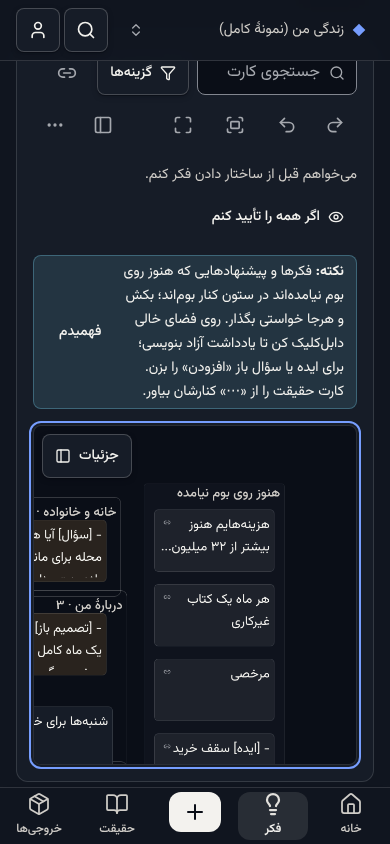 زندگی من (نمونهٔ کامل)
جستجوی کارت
گزینه‌ها
می‌خواهم قبل از ساختار دادن فکر کنم.
اگر همه را تأیید کنم
نکته: فکرها و پیشنهادهایی که هنوز روی
بوم نیامده‌اند در ستون کنار بوم‌اند؛ بکش
و هرجا خواستی بگذار. روی فضای خالی
دابل‌کلیک کن تا یادداشت آزاد بنویسی؛
برای ایده یا سؤال باز «افزودن» را بزن.
کارت حقیقت را از «···» کنارشان بیاور.
فهمیدم
جزئیات
هنوز روی بوم نیامده
هزینه‌هایم هنوز
بیشتر از ۳۲ میلیون...
هر ماه یک کتاب
غیرکاری
مرخصی
- [ایده] سقف خرید
خانه و خانواده ·
- [سؤال] آیا ه
محله برای مان
دربارهٔ من · ۳
- [تصمیم باز]
یک ماه کامل
شنبه‌ها برای خ
خانه
فکر
حقیقت
خروجی‌ها